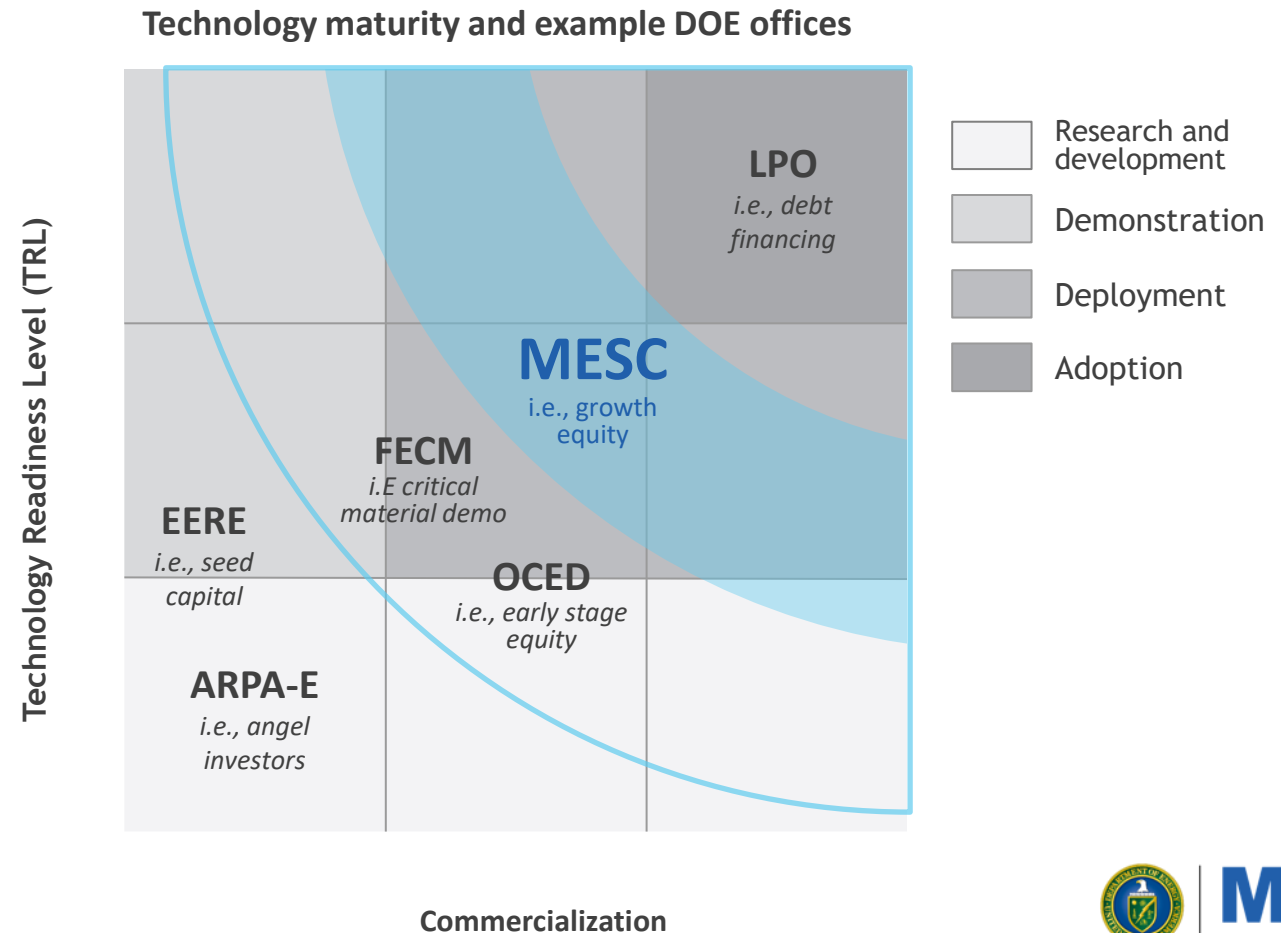 Technology maturity and example DOE offices
Technology Readiness Level (TRL)
LPO
i.e., debt
financing
MESC
i.e., growth
equity
FECM
i.E critical
material demo
EERE
i.e., seed
capital
OCED
i.e., early stage
equity
ARPA-E
i.e., angel
investors
Commercialization
Research and
development
Demonstration
Deployment
Adoption
M